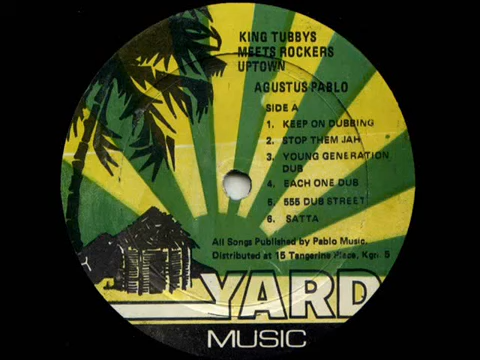 KING TUBBYS
MEETS ROCKERS
UPTOWN
AGUSTUS PABLO
SIDE A
1. KEEP ON DUBBING
2. STOP THEM JAH
3. YOUNG GENERATION
DUB
4. EACH ONE DUB
5. 555 DUB STREET
6. SATTA
All Songs Published by Pablo Music.
Distributed at 15 Tangerine Place, Kgn. 5
YARD
MUSIC